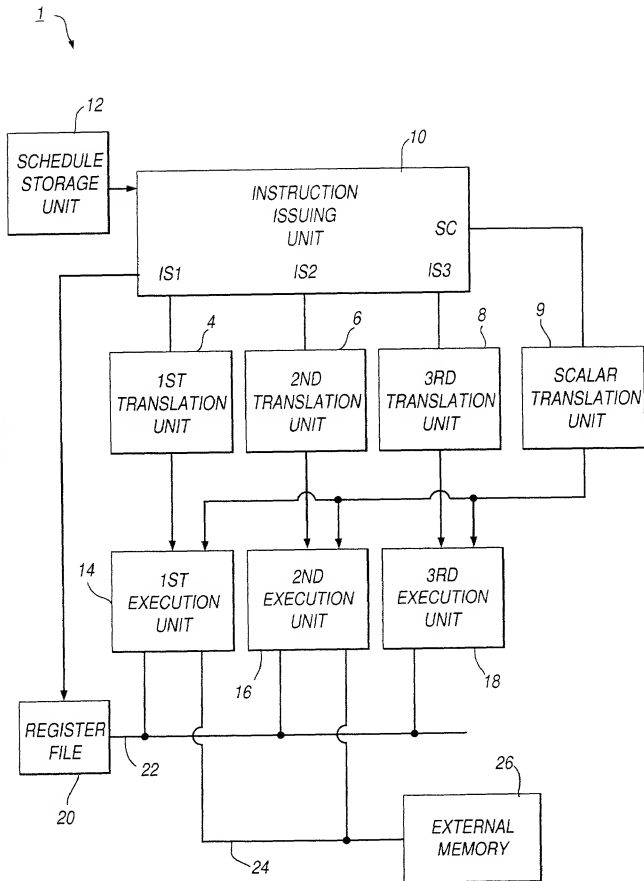 1
12
SCHEDULE
STORAGE
UNIT
10
INSTRUCTION
ISSUING
UNIT
SC
IS1
IS2
IS3
4
1ST
TRANSLATION
UNIT
6
2ND
TRANSLATION
UNIT
8
3RD
TRANSLATION
UNIT
9
SCALAR
TRANSLATION
UNIT
14
1ST
EXECUTION
UNIT
2ND
EXECUTION
UNIT
16
3RD
EXECUTION
UNIT
18
REGISTER
FILE
20
22
24
26
EXTERNAL
MEMORY